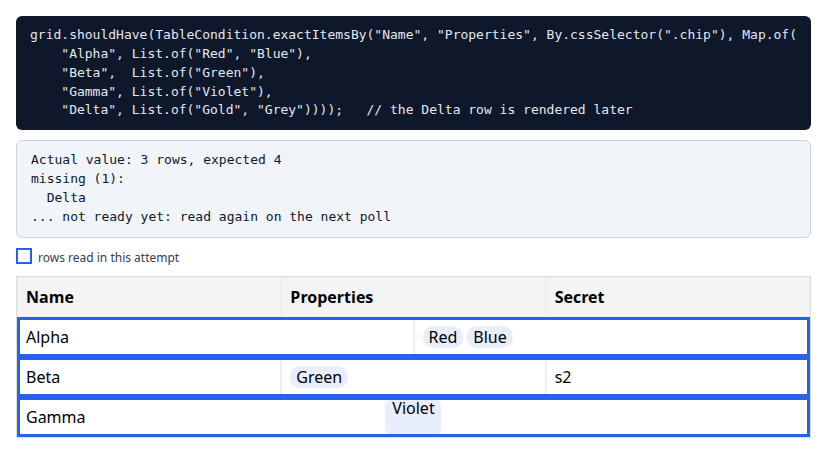 grid.shouldHave(TableCondition.exactItemsBy("Name", "Properties", By.cssSelector(".chip"), Map.of(
    "Alpha", List.of("Red", "Blue"),
    "Beta",  List.of("Green"),
    "Gamma", List.of("Violet"),
    "Delta", List.of("Gold", "Grey"))));   // the Delta row is rendered later
Actual value: 3 rows, expected 4
missing (1):
  Delta
... not ready yet: read again on the next poll
rows read in this attempt
Name Properties Secret
Alpha Red Blue
Beta Green s2
Gamma Violet